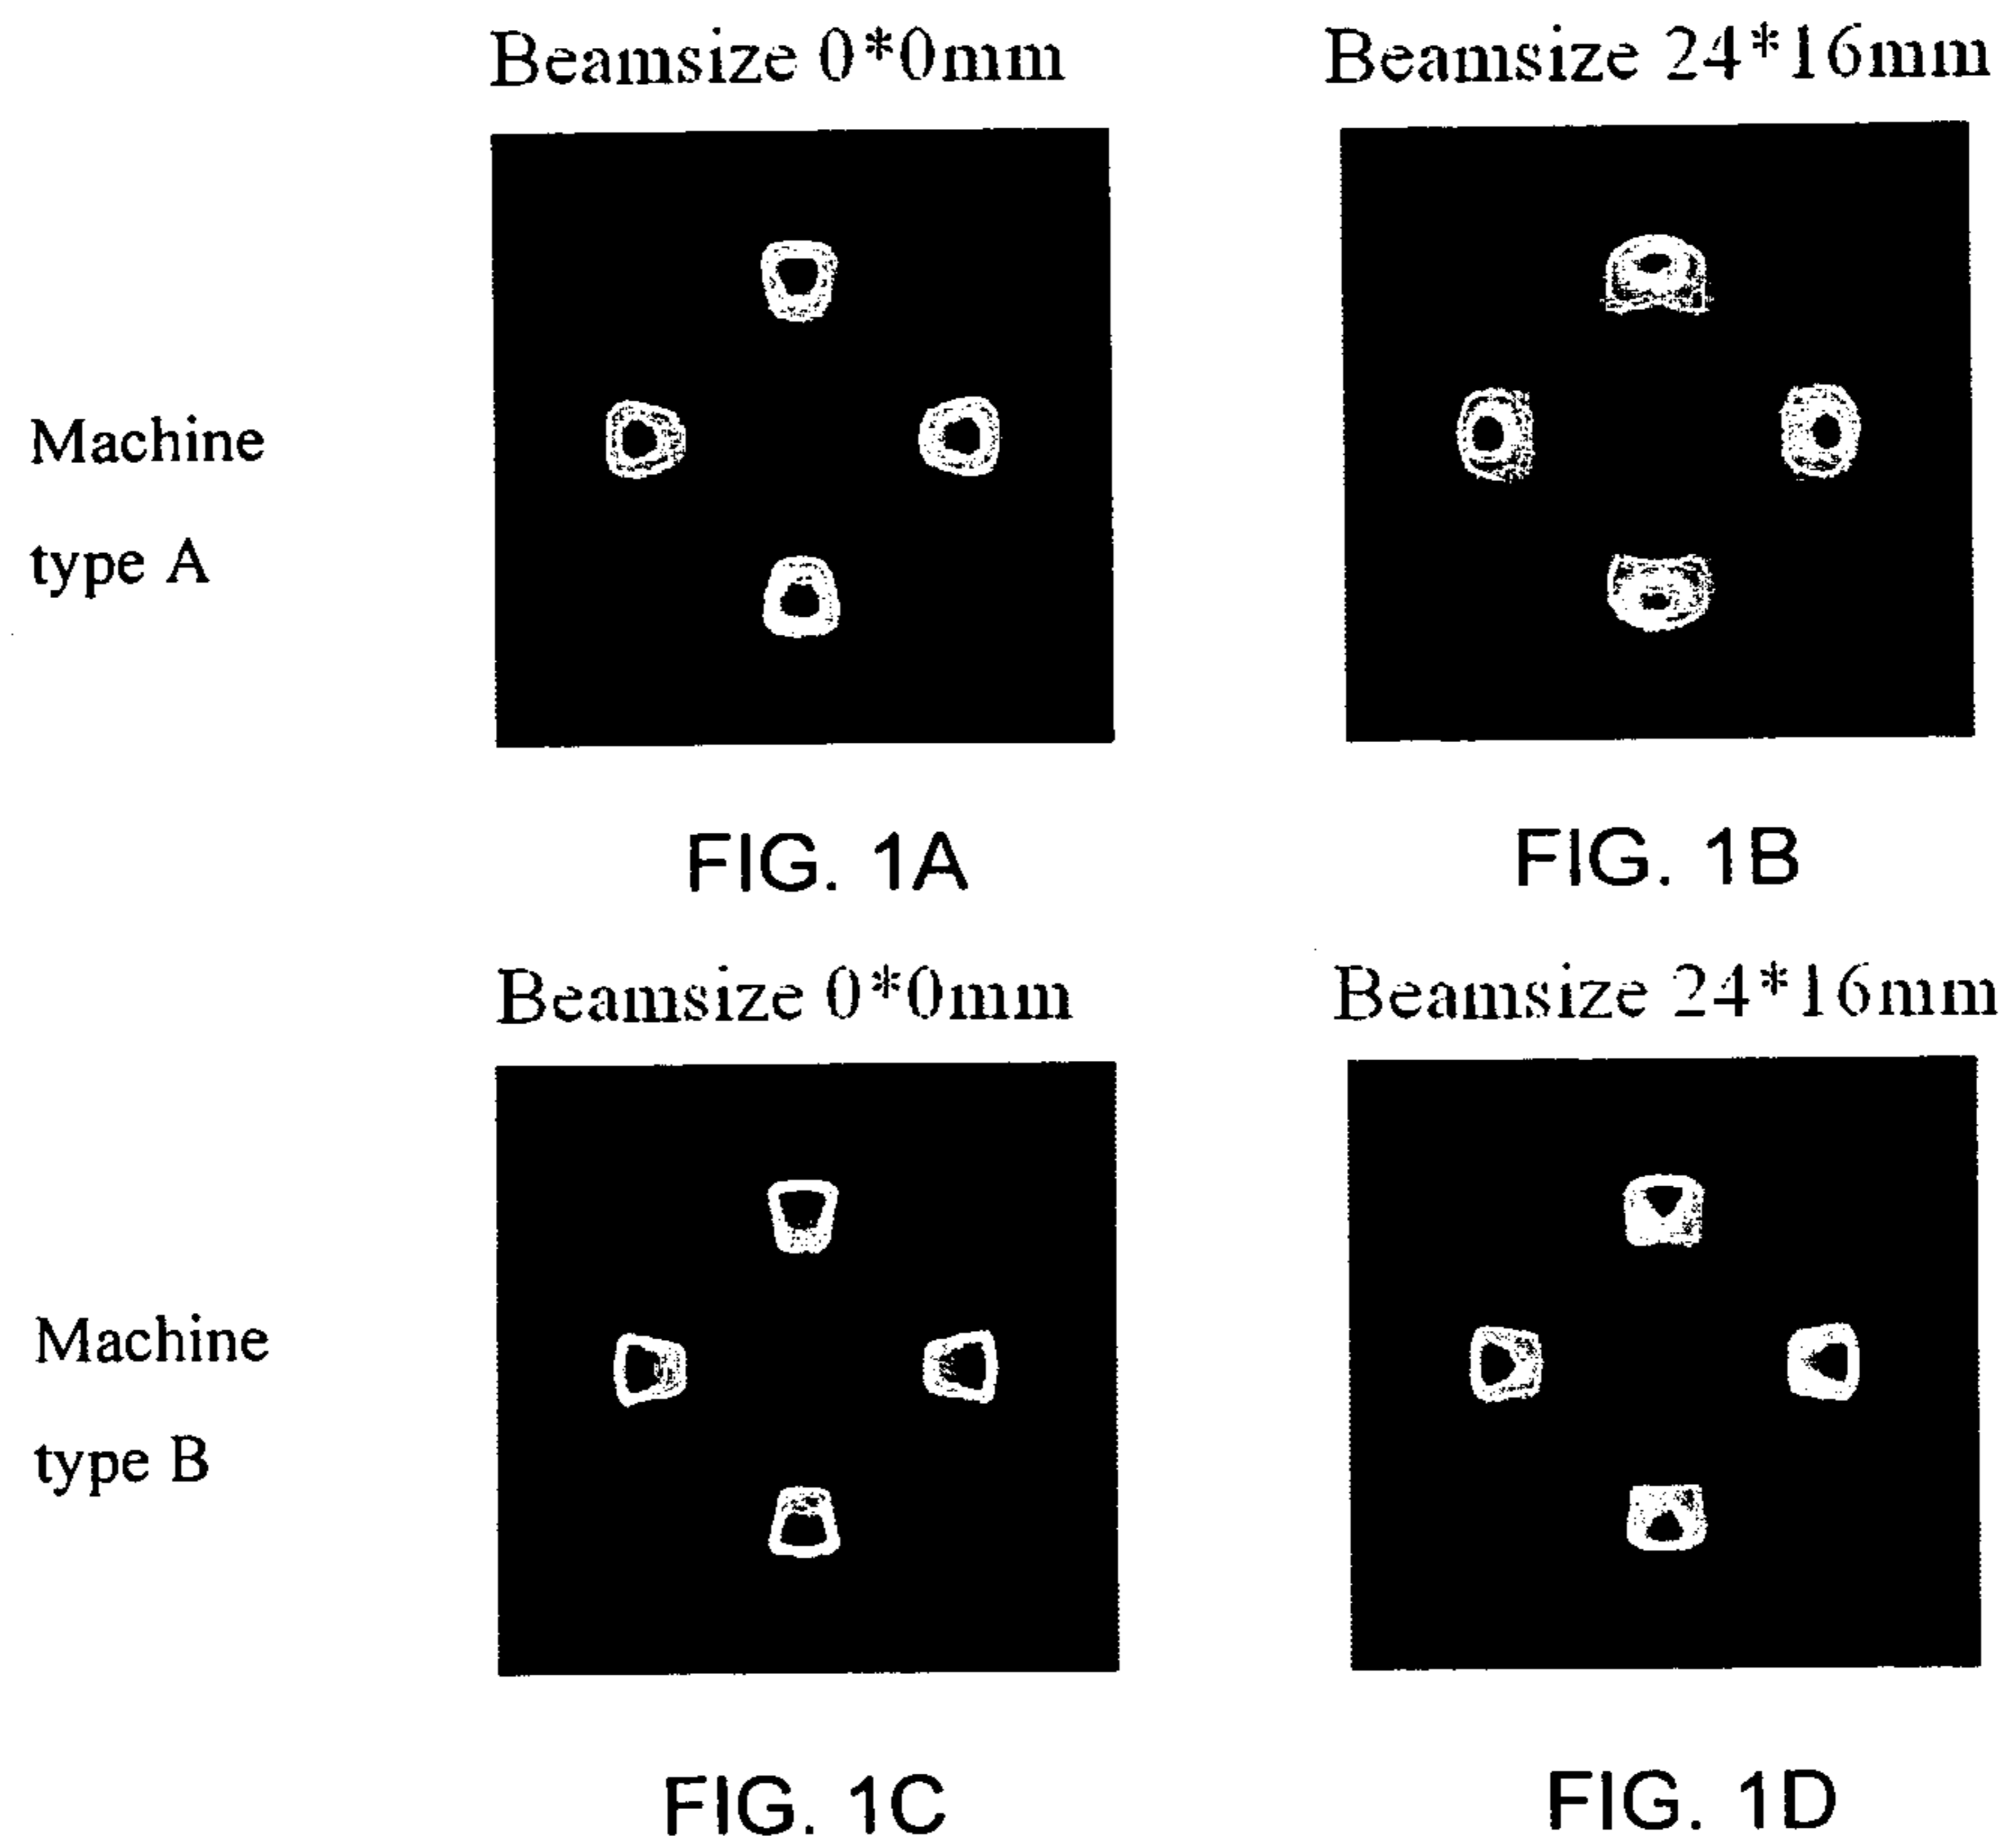 Beamsize 0*0mm
Beamsize 24*16mm
Machine
type A
FIG. 1A
FIG. 1B
Beamsize 0*0mm
Beamsize 24*16mm
Machine
type B
FIG. 1C
FIG. 1D